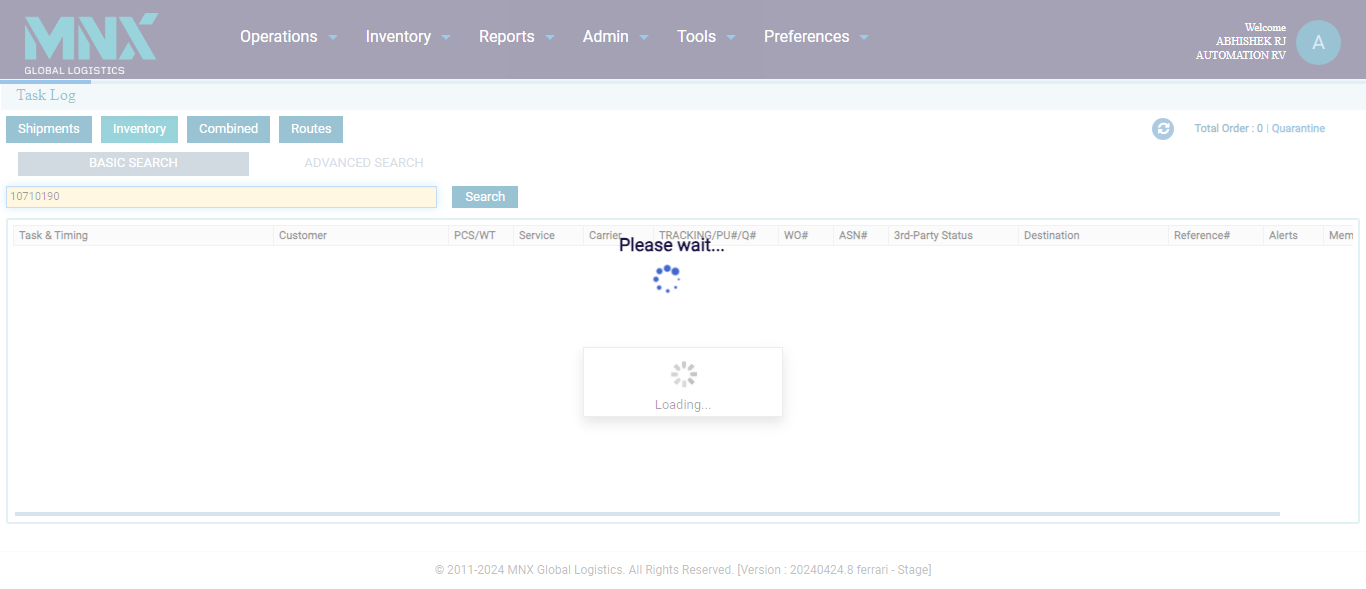 MNX
GLOBAL LOGISTICS
Operations Inventory Reports Admin Tools Preferences
Welcome
ABHISHEK RJ
AUTOMATION RV
A
Task Log
Shipments Inventory Combined Routes
Total Order : 0 | Quarantine
BASIC SEARCH ADVANCED SEARCH
10710190 Search
Task & Timing Customer PCS/WT Service Carrier TRACKING/PU#/Q# WO# ASN# 3rd-Party Status Destination Reference# Alerts Mem
Please wait...
Loading...
© 2011-2024 MNX Global Logistics. All Rights Reserved. [Version : 20240424.8 ferrari - Stage]